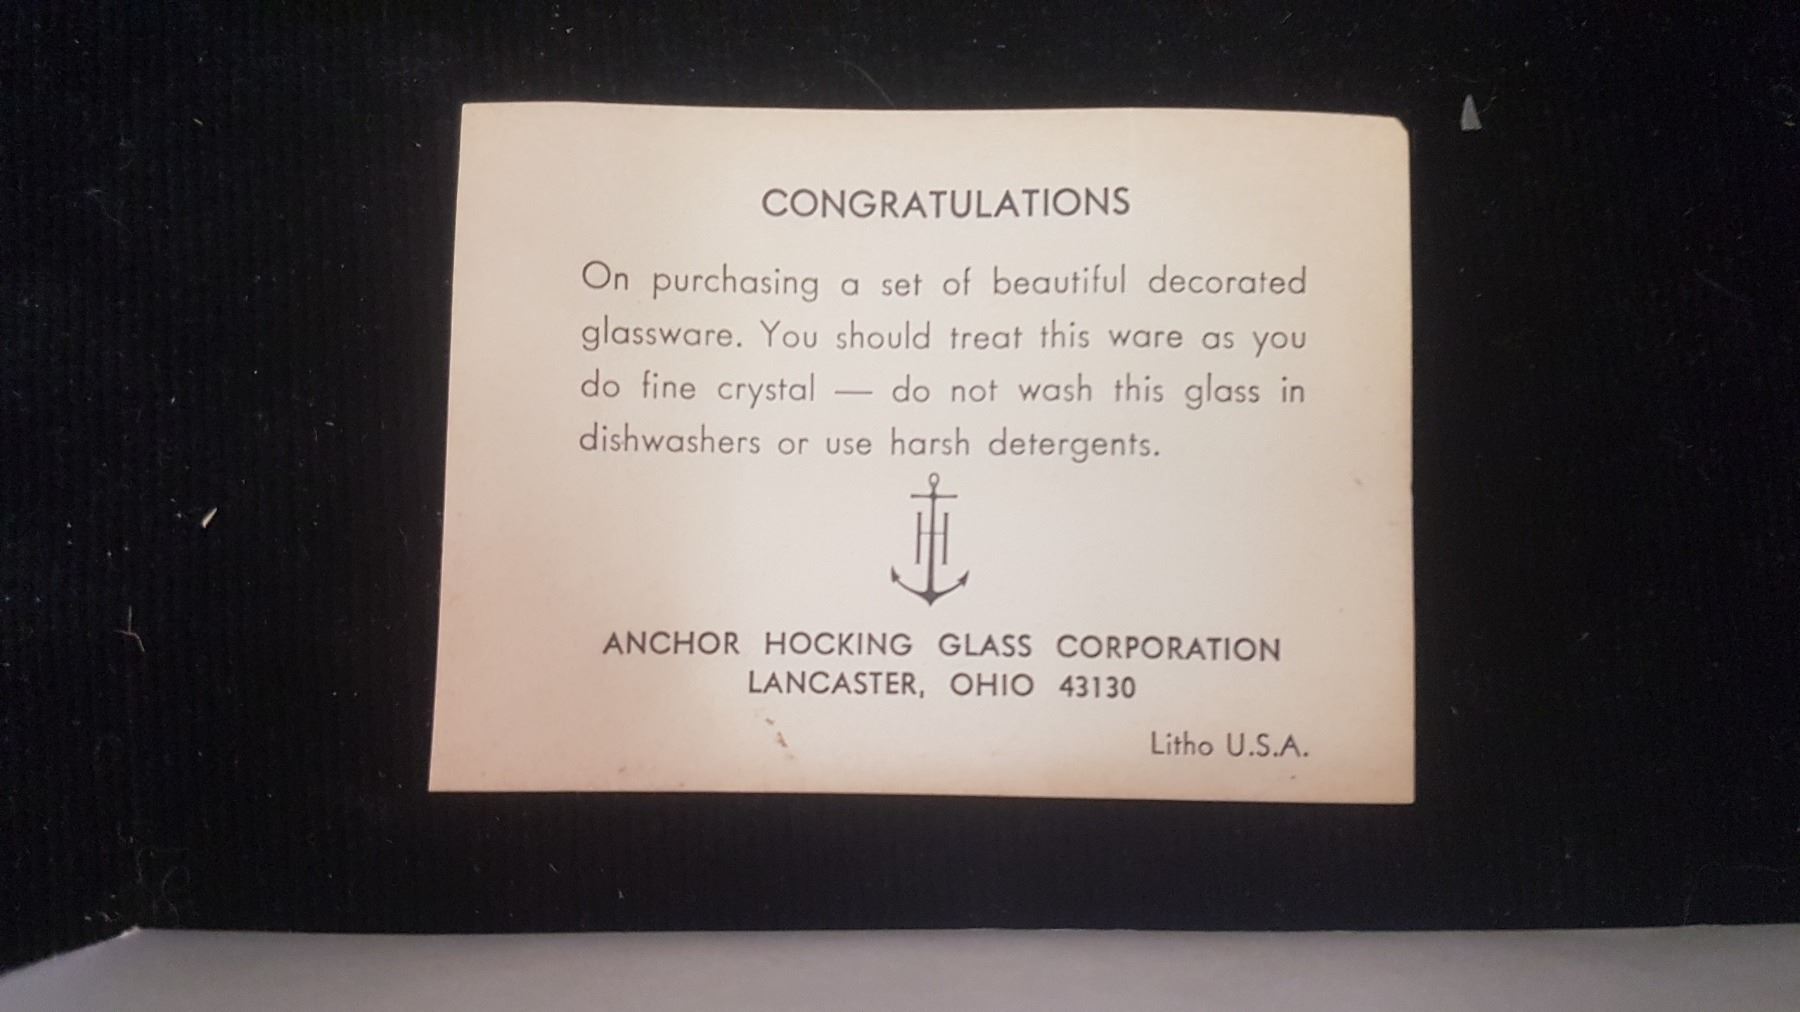 CONGRATULATIONS
On purchasing a set of beautiful decorated
glassware. You should treat this ware as you
do fine crystal — do not wash this glass in
dishwashers or use harsh detergents.
H
ANCHOR HOCKING GLASS CORPORATION
LANCASTER, OHIO 43130
Litho U.S.A.